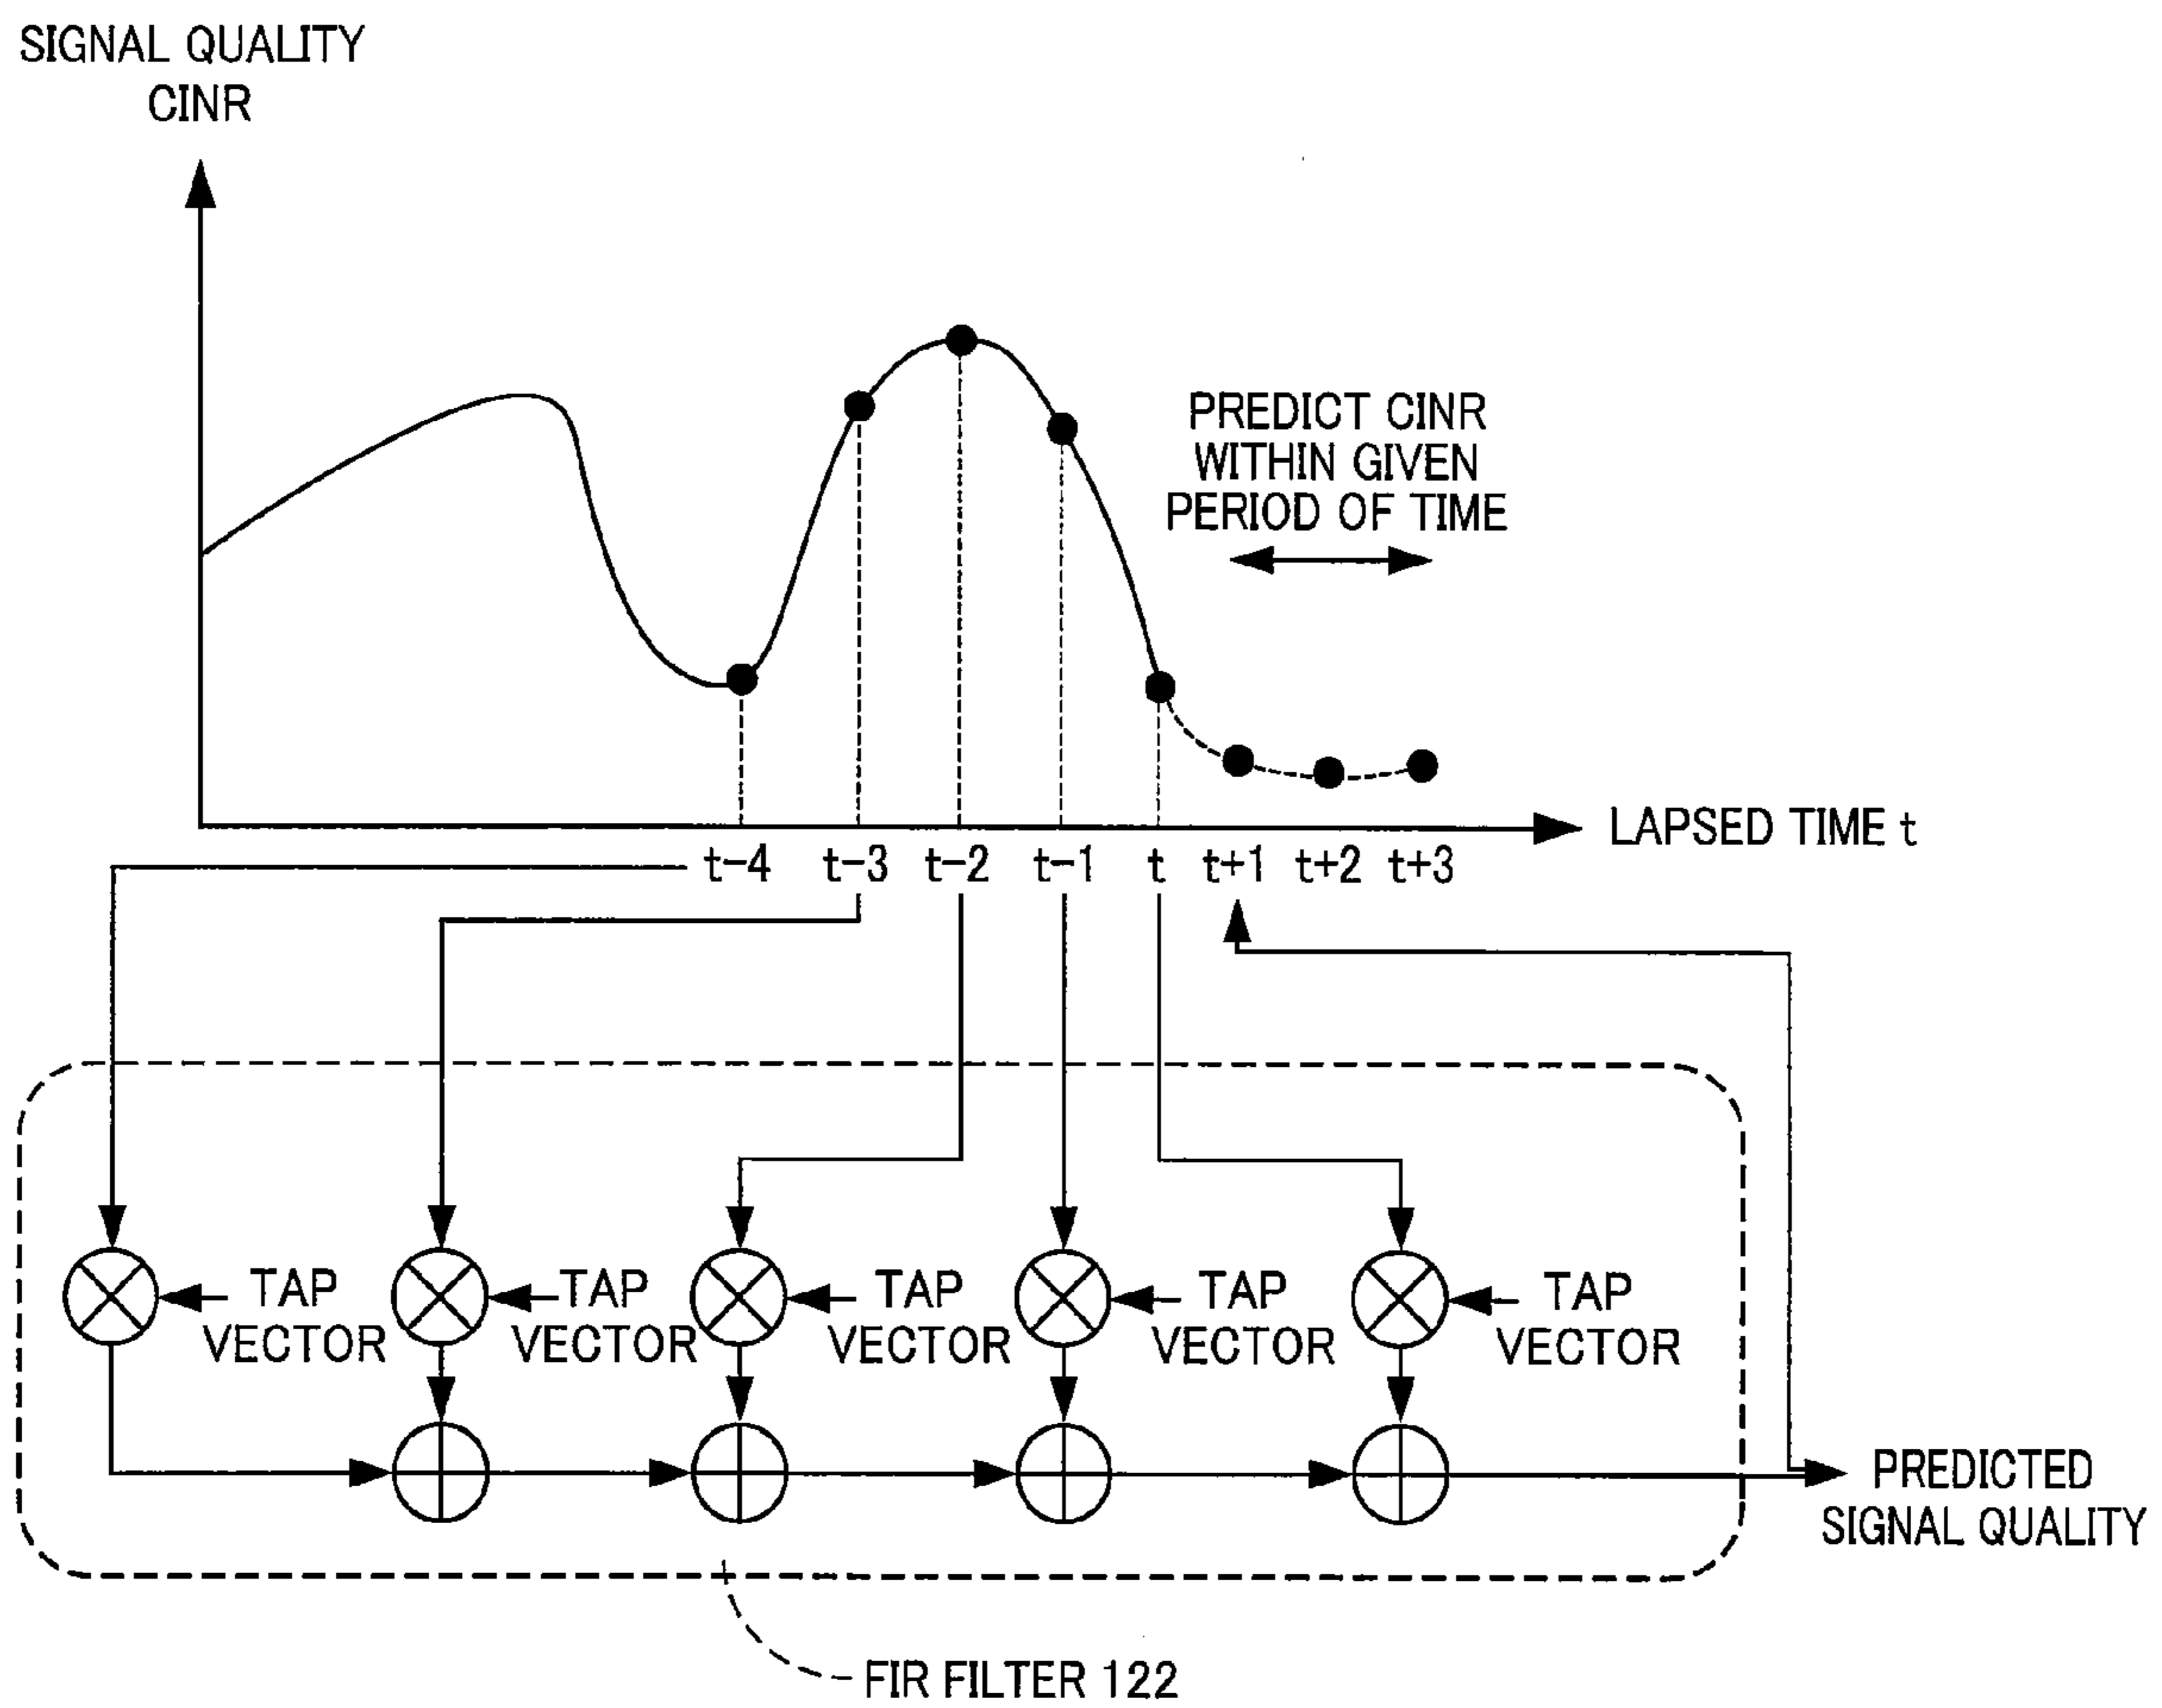 SIGNAL QUALITY
CINR
PREDICT CINR
WITHIN GIVEN
PERIOD OF TIME
LAPSED TIME t
t-4 t-3 t-2 t-1 t t+1 t+2 t+3
TAP
VECTOR
TAP
VECTOR
TAP
VECTOR
TAP
VECTOR
TAP
VECTOR
PREDICTED
SIGNAL QUALITY
FIR FILTER 122